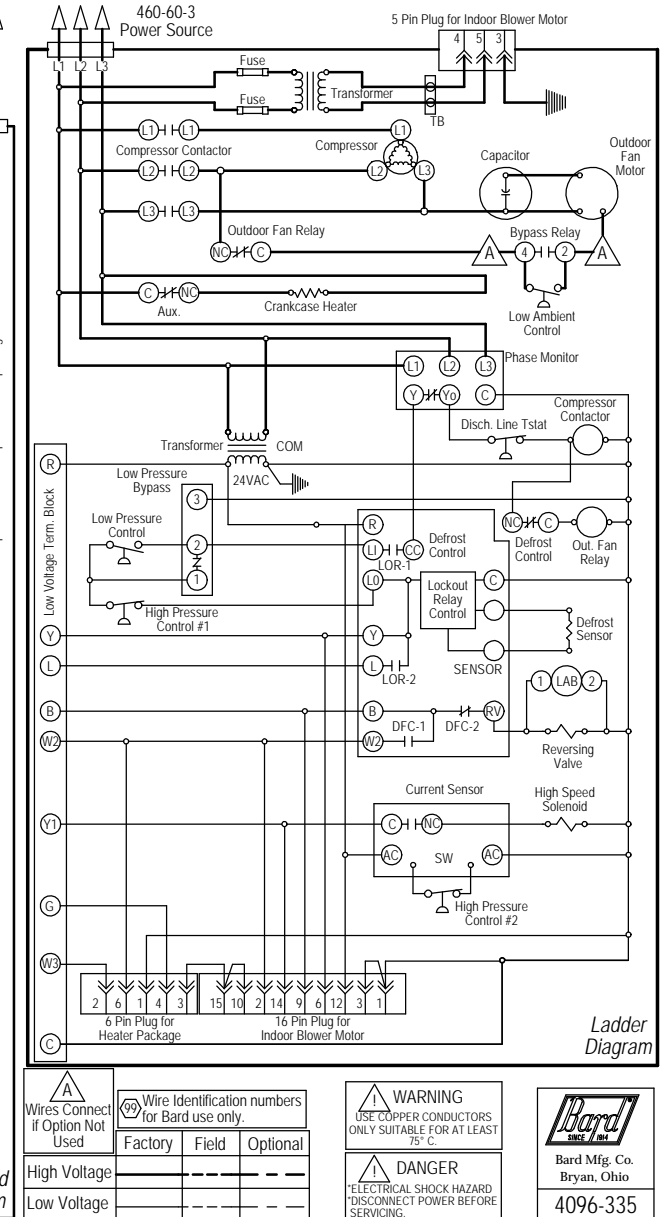 460-60-3
Power Source
5 Pin Plug for Indoor Blower Motor
4 5 3
L1 L2 L3
Fuse
Transformer
Fuse
TB
L1 L1
L1
Compressor Contactor
Compressor
L2 L2
L2 L3
L3 L3
Capacitor
Outdoor
Fan
Motor
Outdoor Fan Relay
NC C
Bypass Relay
A 4 2 A
C NC
Aux.
Crankcase Heater
Low Ambient
Control
L1 L2 L3
Phase Monitor
Y Yo C
Compressor
Contactor
Disch. Line Tstat
Transformer
COM
24VAC
R
Low Voltage Term. Block
Low Pressure
Bypass
3
Low Pressure
Control
2
1
High Pressure
Control #1
R
LI CC
Defrost
Control
LOR-1
NC C
Defrost
Control
Out. Fan
Relay
L0
Lockout
Relay
Control
C
Defrost
Sensor
Y
Y
L
L
LOR-2
SENSOR
1 LAB 2
B
B
DFC-1
DFC-2
RV
W2
W2
Reversing
Valve
Current Sensor
High Speed
Solenoid
Y1
C NC
AC
SW
AC
High Pressure
Control #2
G
W3
2 6 1 4 3
15 10 2 14 9 6 12 3 1
6 Pin Plug for
Heater Package
16 Pin Plug for
Indoor Blower Motor
C
Ladder
Diagram
A
Wires Connect
if Option Not
Used
99 Wire Identification numbers
for Bard use only.
Factory Field Optional
High Voltage
Low Voltage
! WARNING
USE COPPER CONDUCTORS
ONLY SUITABLE FOR AT LEAST
75° C.
! DANGER
*ELECTRICAL SHOCK HAZARD
*DISCONNECT POWER BEFORE
SERVICING.
Bard
SINCE 1914
Bard Mfg. Co.
Bryan, Ohio
4096-335